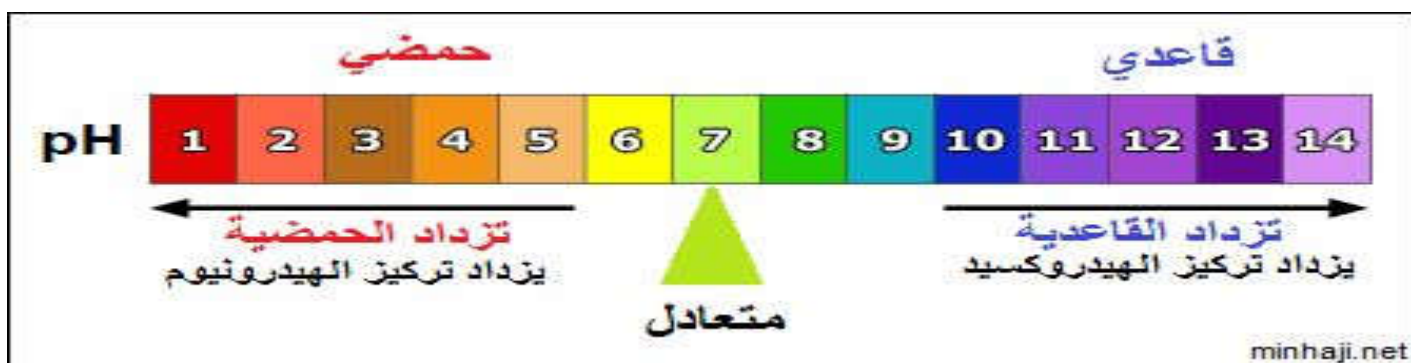 حمضي قاعدي
pH 1 2 3 4 5 6 7 8 9 10 11 12 13 14
تزداد الحمضية تزداد القاعدية
يزداد تركيز الهيدرونيوم يزداد تركيز الهيدروكسيد
متعادل
minhaji.net